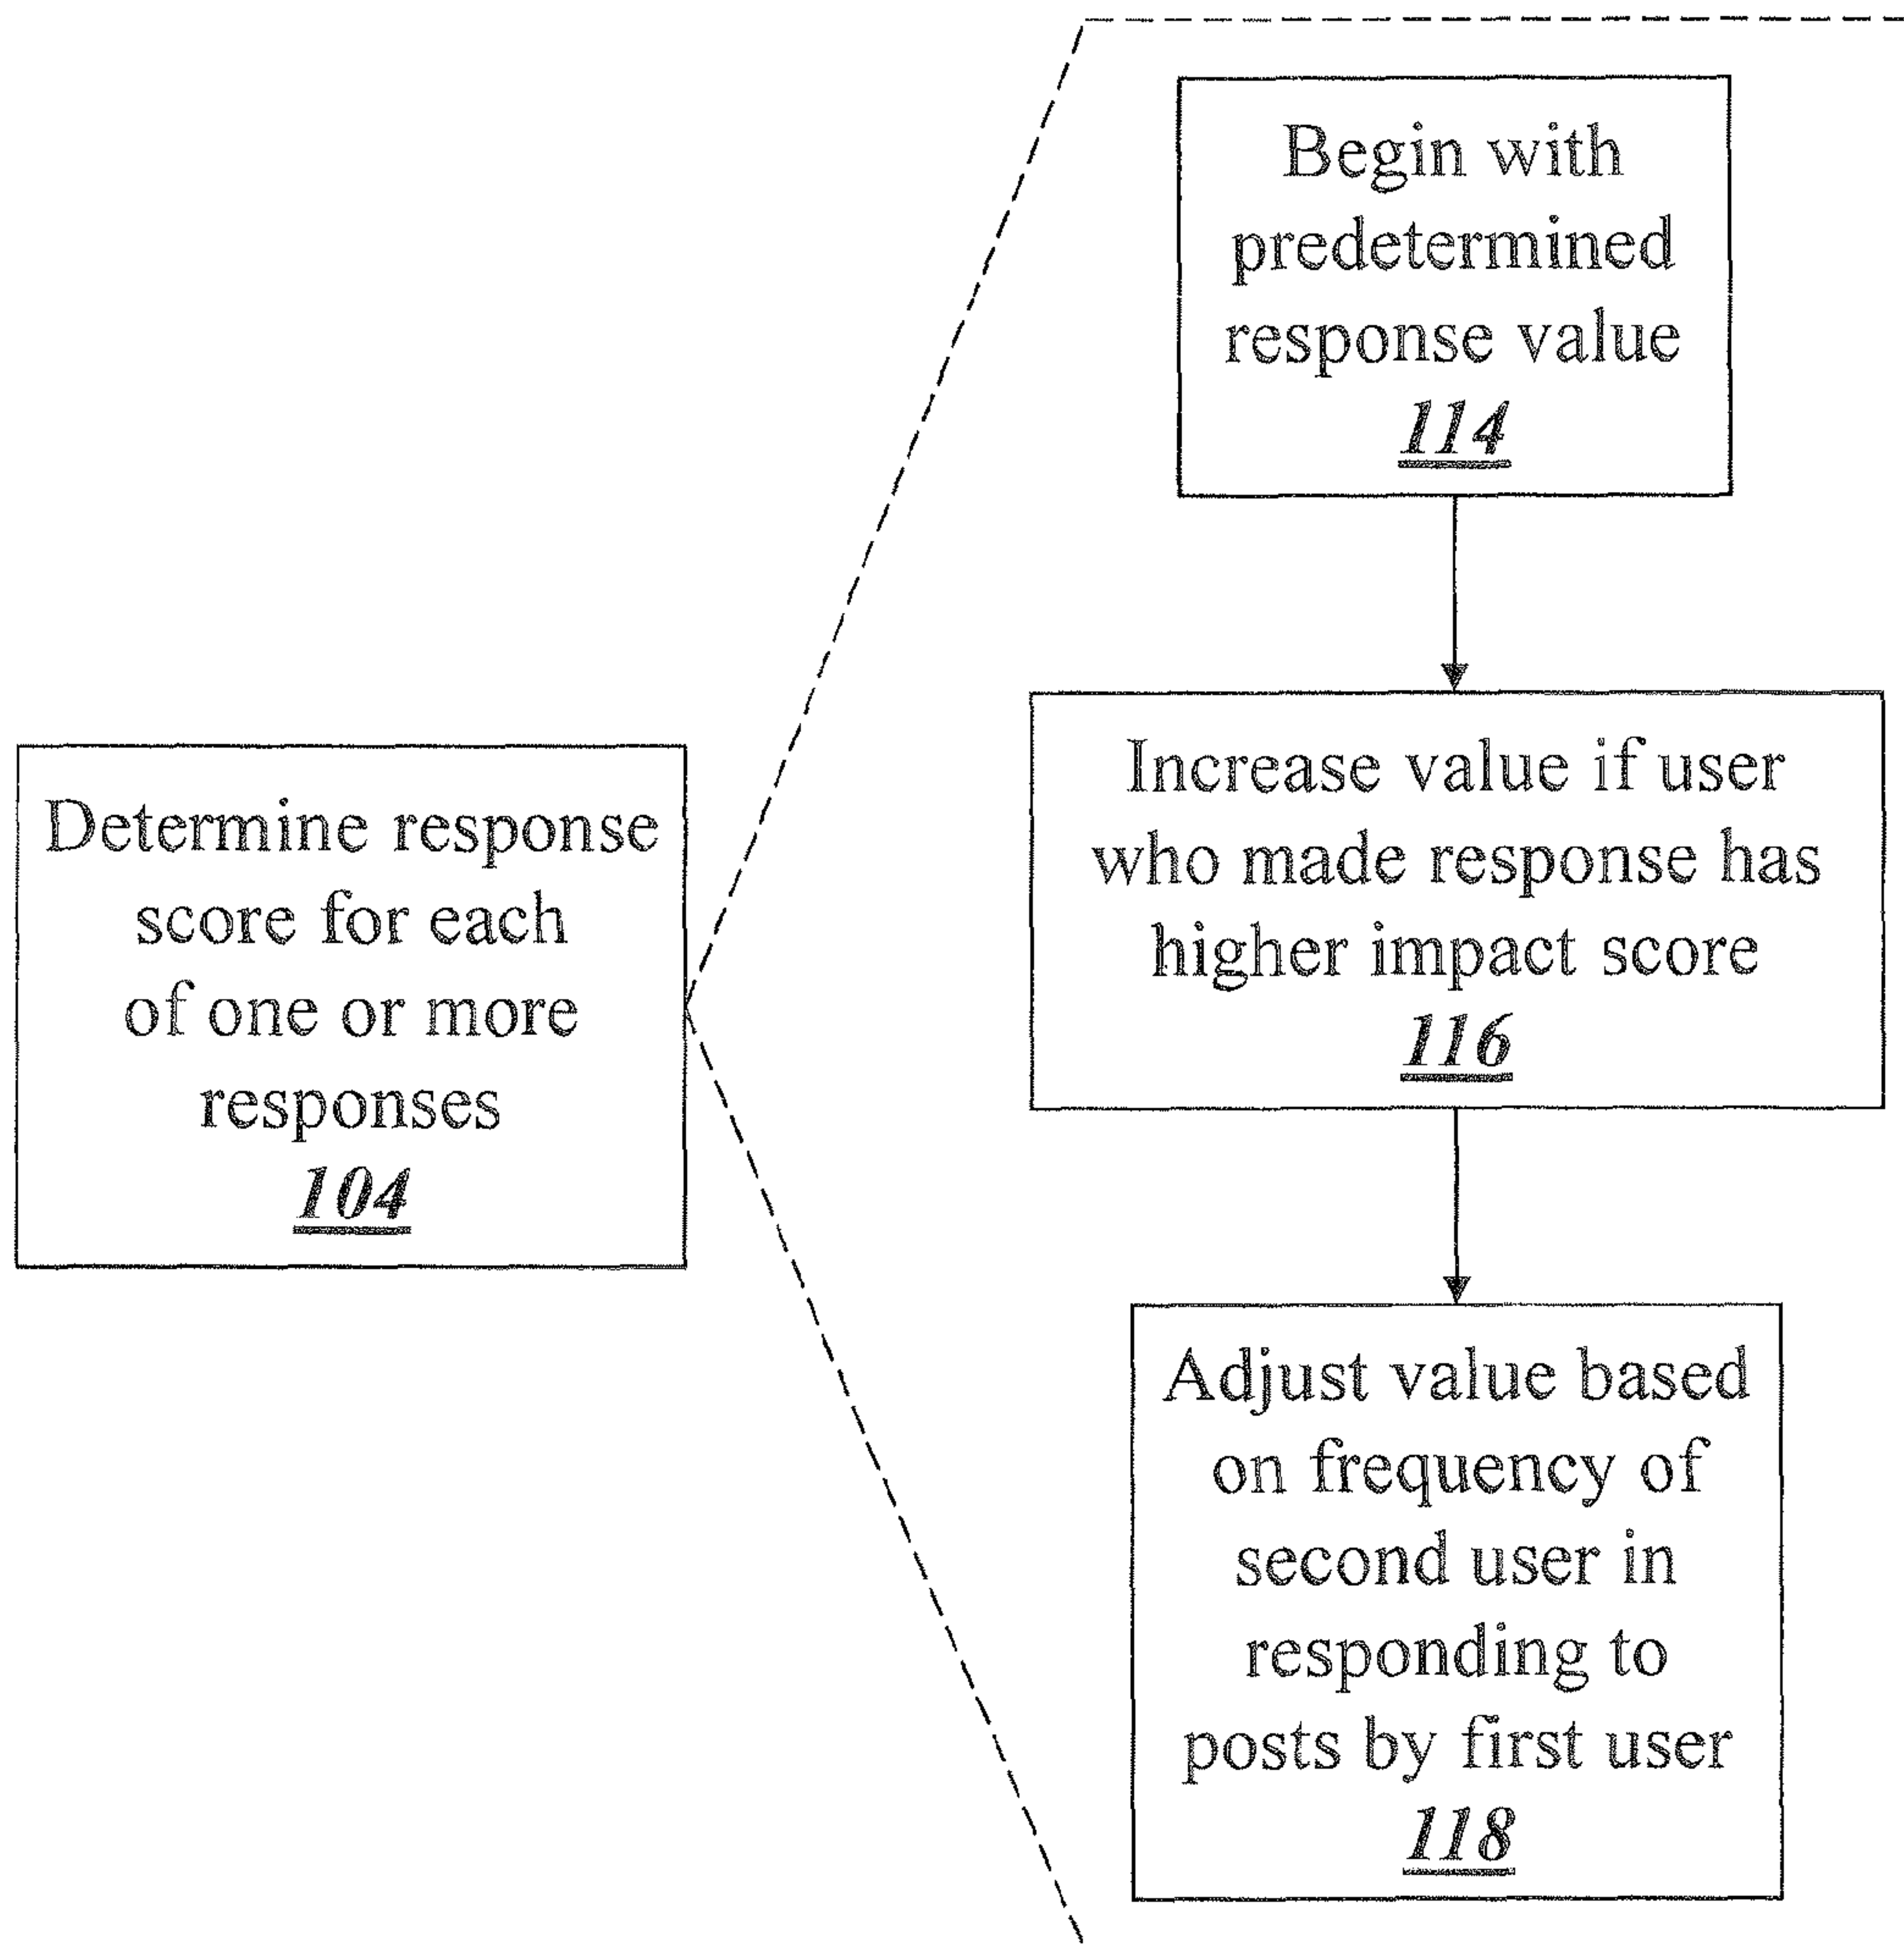 Determine response
score for each
of one or more
responses
104
Begin with
predetermined
response value
114
Increase value if user
who made response has
higher impact score
116
Adjust value based
on frequency of
second user in
responding to
posts by first user
118